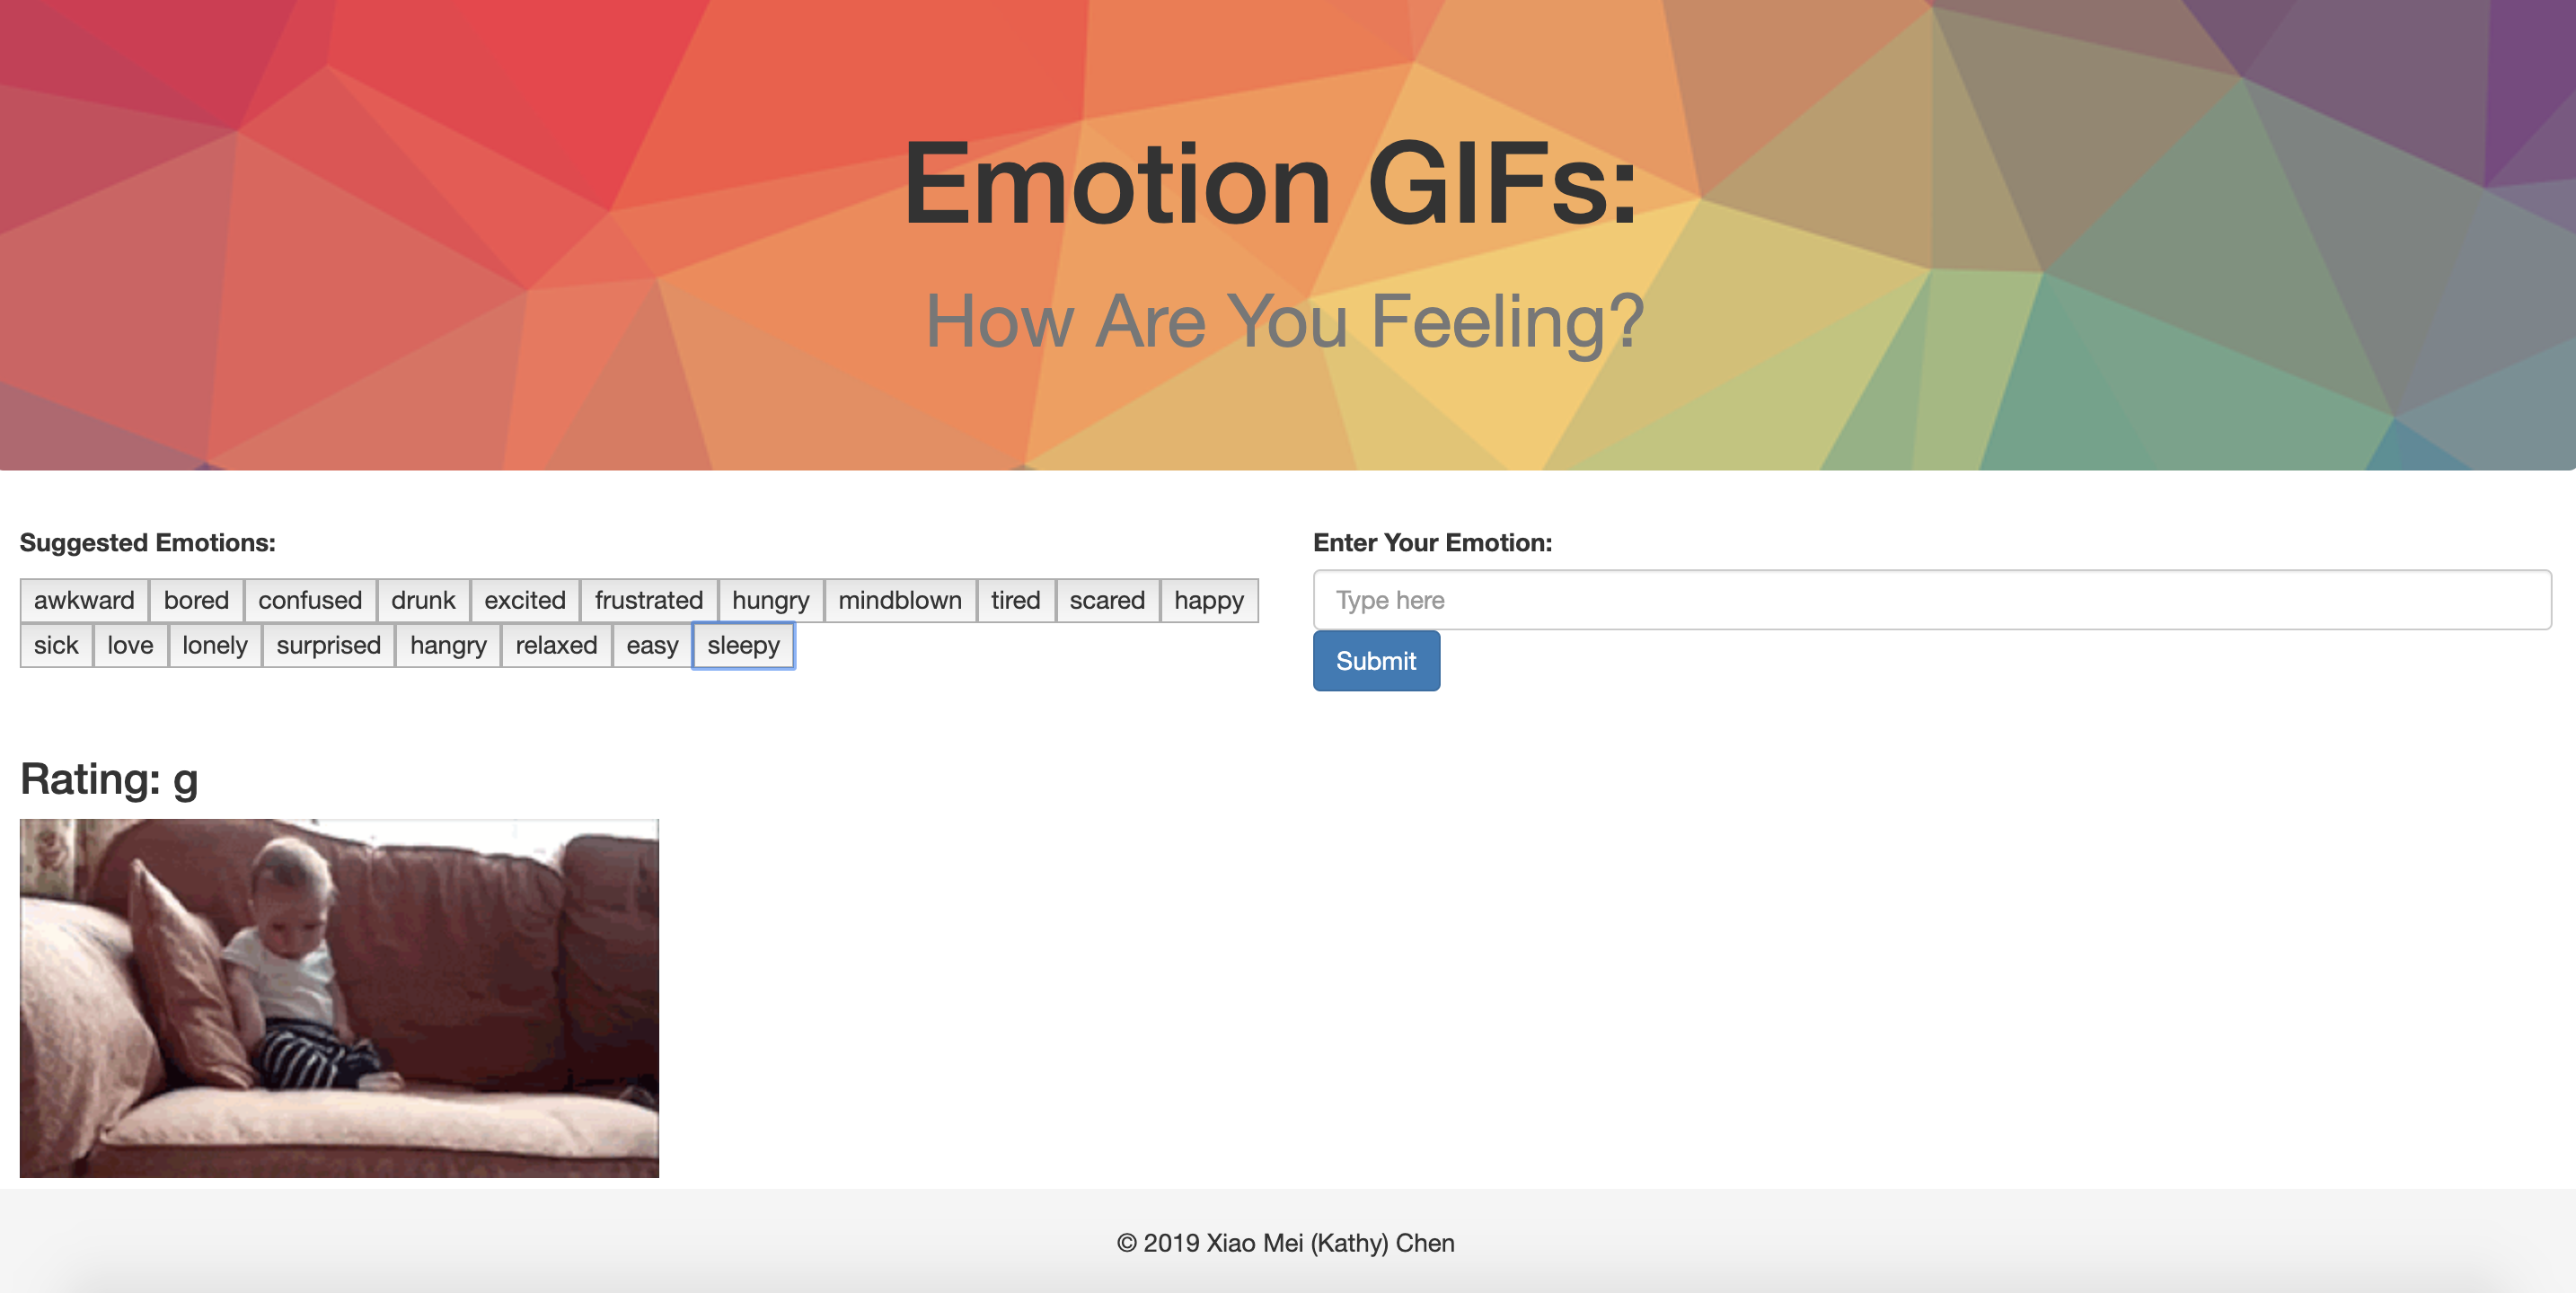 Emotion GIFs:
How Are You Feeling?
Suggested Emotions:
awkward bored confused drunk excited frustrated hungry mindblown tired scared happy
sick love lonely surprised hangry relaxed easy sleepy
Enter Your Emotion:
Type here
Submit
Rating: g
© 2019 Xiao Mei (Kathy) Chen